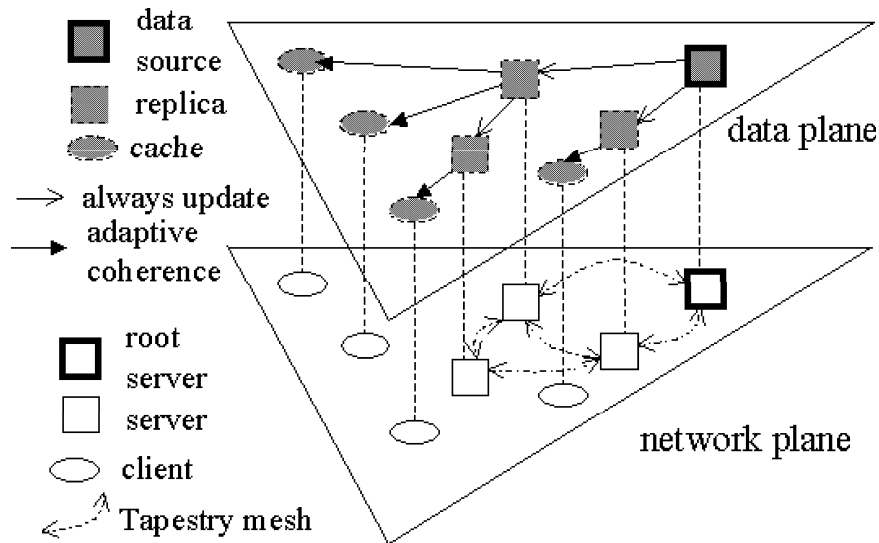 data
source
replica
cache
always update
adaptive
coherence
data plane
root
server
server
client
Tapestry mesh
network plane